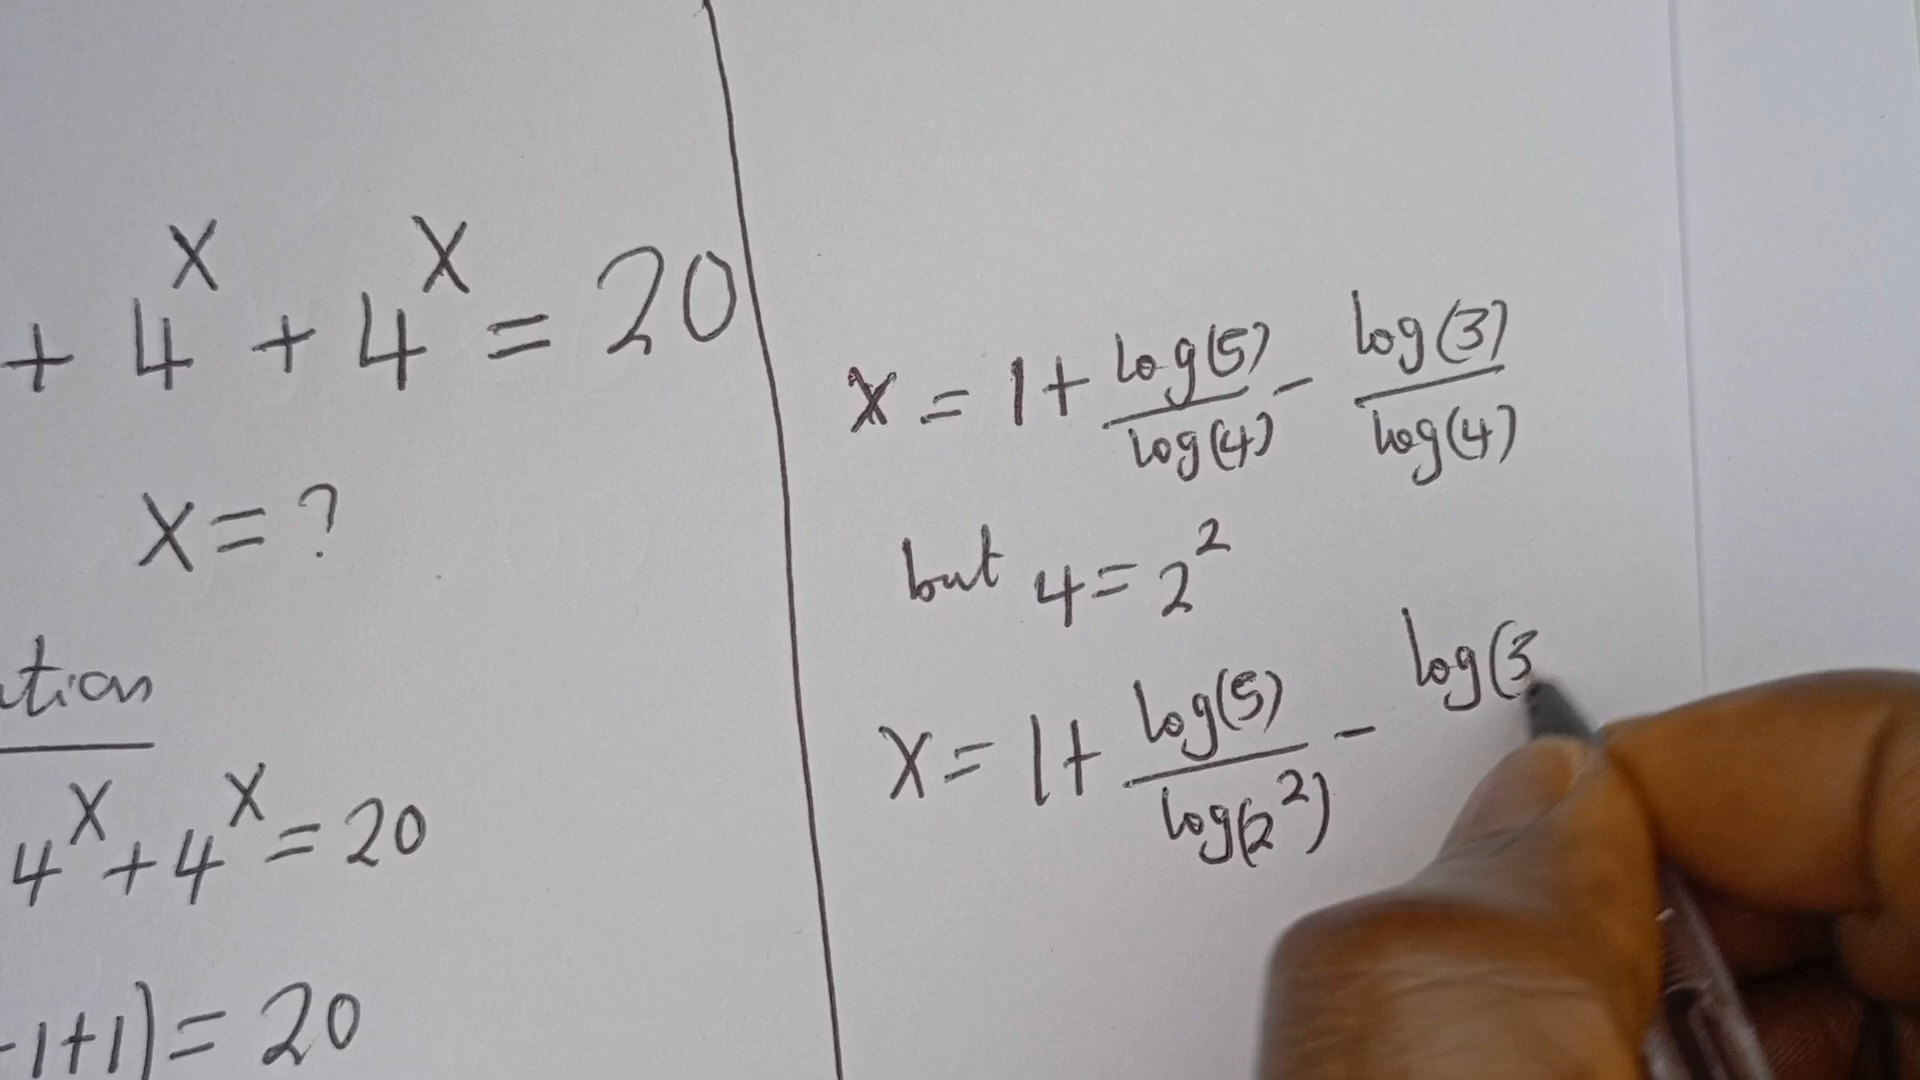 + 4^x + 4^x = 20
x = ?
ution
4^x + 4^x = 20
-1+1) = 20
x = 1 + log(5)/log(4) - log(3)/log(4)
but 4 = 2^2
x = 1 + log(5)/log(2^2) - log(3